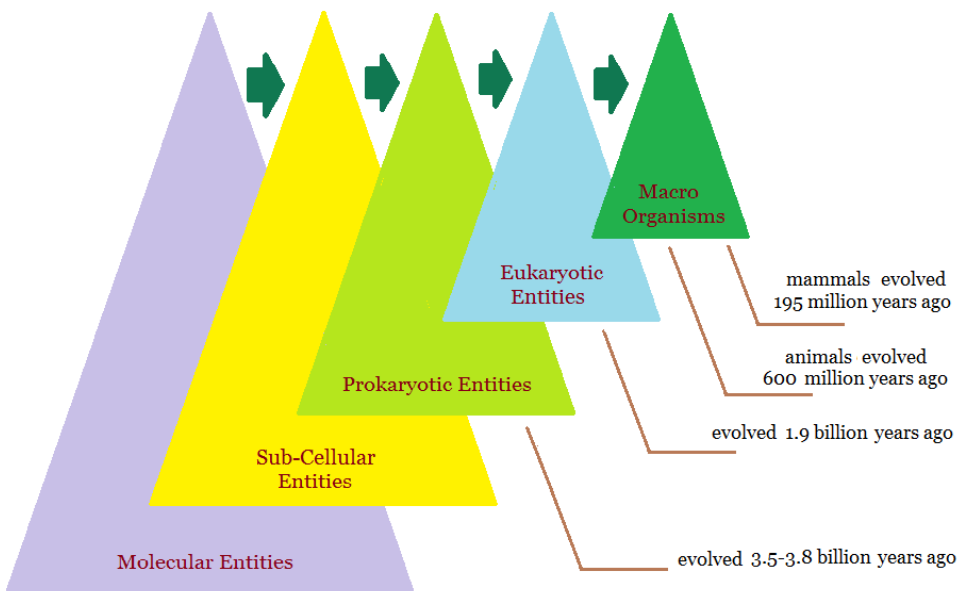 Macro
Organisms
Eukaryotic
Entities
mammals evolved
195 million years ago
animals evolved
600 million years ago
Prokaryotic Entities
evolved 1.9 billion years ago
Sub-Cellular
Entities
Molecular Entities
evolved 3.5-3.8 billion years ago